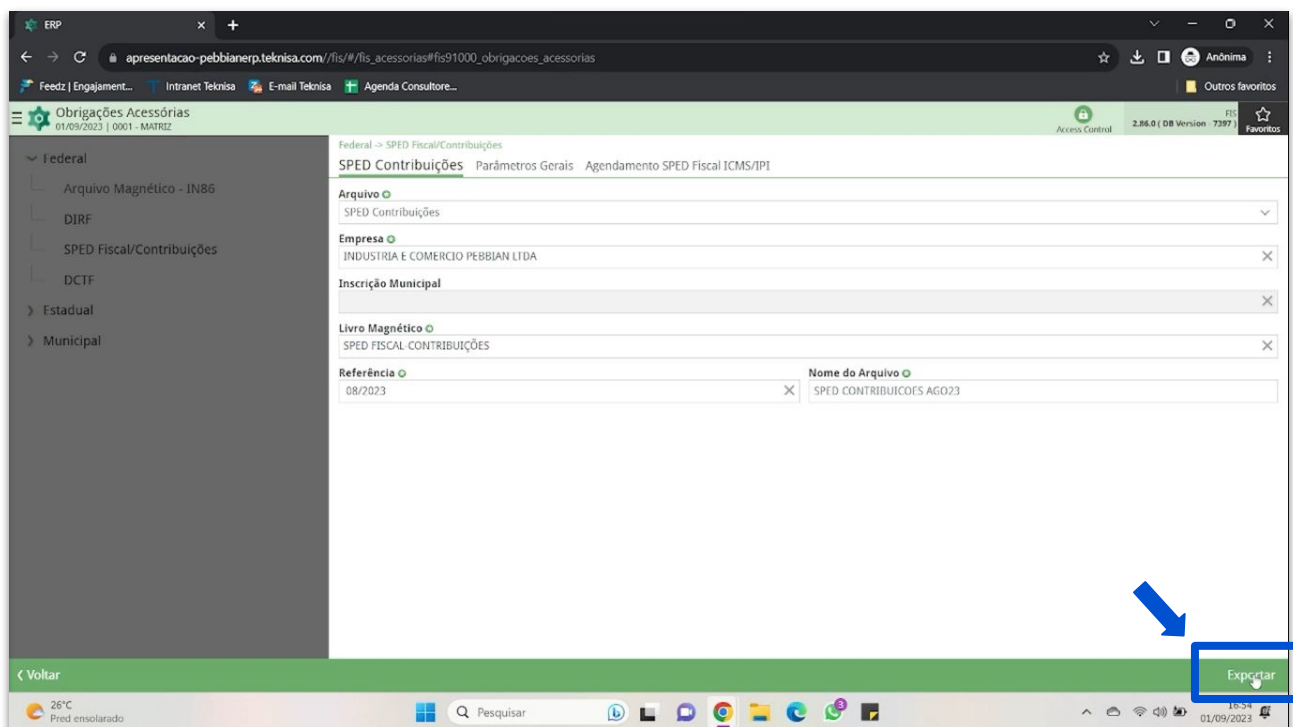 ERP
apresentacao-pebbianerp.teknisa.com//fis/#/fis_acessorias#fis91000_obrigacoes_acessorias
Anônima
Feedz | Engajament... Intranet Teknisa E-mail Teknisa Agenda Consultore... Outros favoritos
Obrigações Acessórias
01/09/2023 | 0001 - MATRIZ
Access Control
FIS
2.86.0 ( DB Version - 7397 )
Favoritos
Federal
Arquivo Magnético - IN86
DIRF
SPED Fiscal/Contribuições
DCTF
Estadual
Municipal
Federal -> SPED Fiscal/Contribuições
SPED Contribuições Parâmetros Gerais Agendamento SPED Fiscal ICMS/IPI
Arquivo
SPED Contribuições
Empresa
INDUSTRIA E COMERCIO PEBBIAN LTDA
Inscrição Municipal
Livro Magnético
SPED FISCAL-CONTRIBUIÇÕES
Referência Nome do Arquivo
08/2023 SPED CONTRIBUICOES AGO23
Voltar Exportar
26°C
Pred ensolarado
Pesquisar
3
16:54
01/09/2023